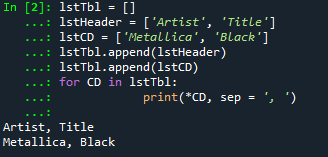 In [2]: lstTbl = []
...: lstHeader = ['Artist', 'Title']
...: lstCD = ['Metallica', 'Black']
...: lstTbl.append(lstHeader)
...: lstTbl.append(lstCD)
...: for CD in lstTbl:
...:         print(*CD, sep = ', ')
...:
Artist, Title
Metallica, Black